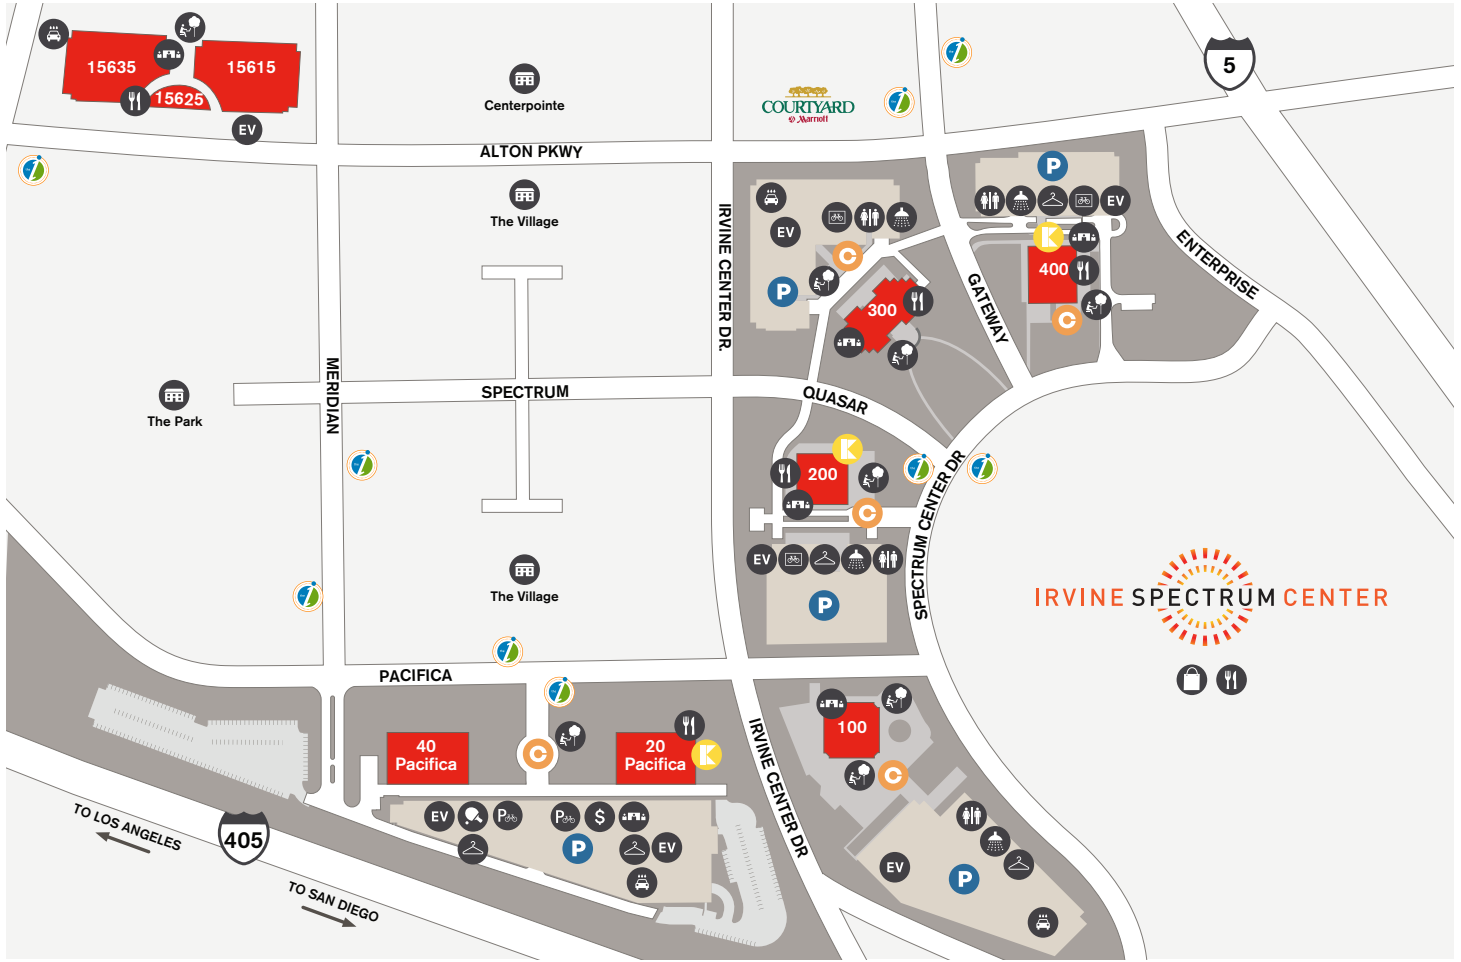 15635
15615
15625
EV
Centerpointe
COURTYARD
Marriott
5
ALTON PKWY
The Village
IRVINE CENTER DR.
P
EV
EV
P
C
K
400
C
GATEWAY
ENTERPRISE
300
MERIDIAN
SPECTRUM
QUASAR
The Park
K
200
C
SPECTRUM CENTER DR
EV
P
The Village
IRVINE SPECTRUM CENTER
PACIFICA
40
Pacifica
C
20
Pacifica
K
IRVINE CENTER DR
100
C
EV
P
P
$
P
EV
EV
P
TO LOS ANGELES
405
TO SAN DIEGO